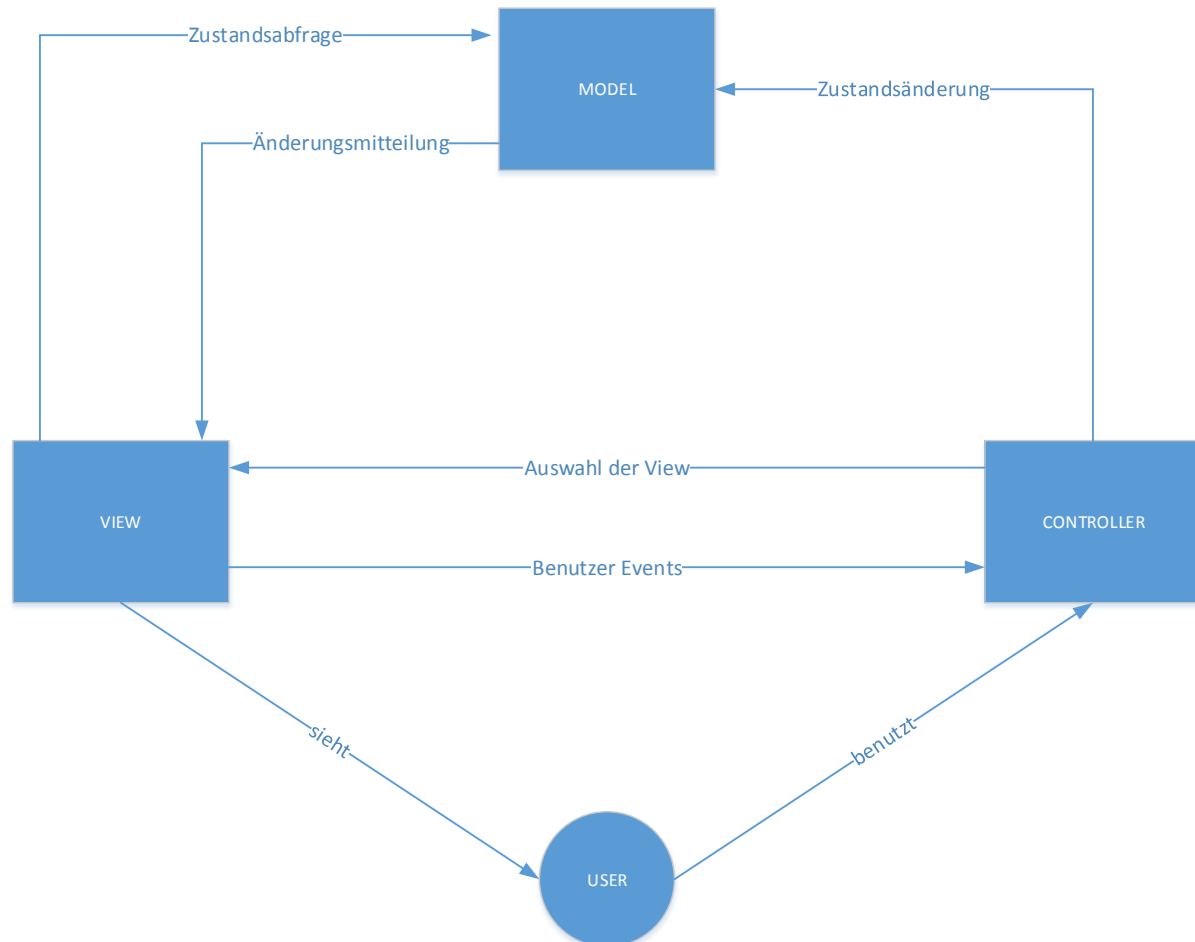 Zustandsabfrage
MODEL
Zustandsänderung
Änderungsmitteilung
Auswahl der View
VIEW
CONTROLLER
Benutzer Events
sieht
benutzt
USER